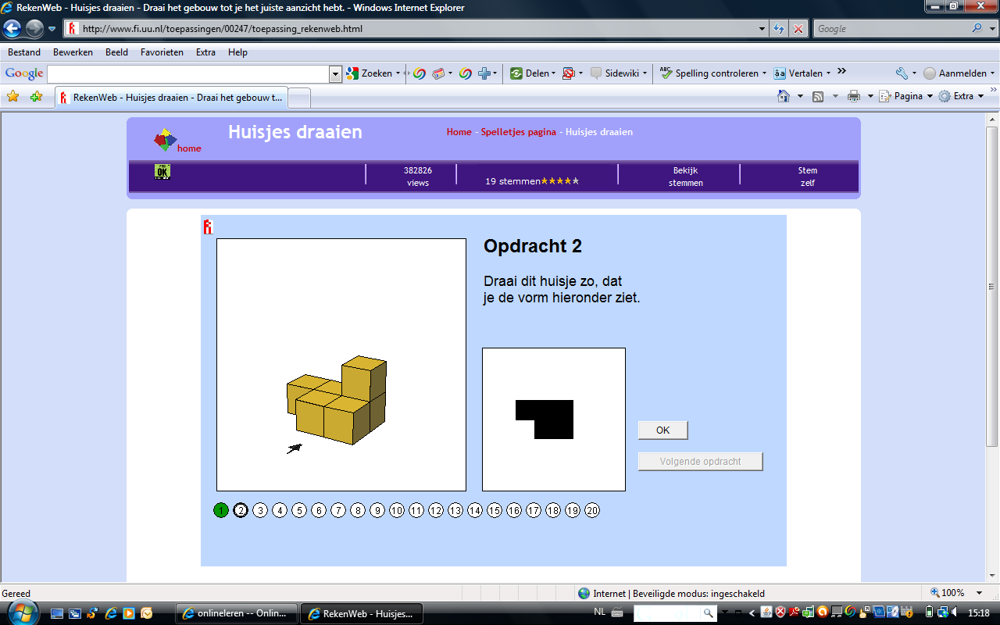 RekenWeb - Huisjes draaien - Draai het gebouw tot je het juiste aanzicht hebt. - Windows Internet Explorer
http://www.fi.uu.nl/toepassingen/00247/toepassing_rekenweb.html
Google
Bestand Bewerken Beeld Favorieten Extra Help
Google Zoeken Delen Sidewiki ABC Spelling controleren äa Vertalen » Aanmelden
RekenWeb - Huisjes draaien - Draai het gebouw t... Pagina Extra »
home Huisjes draaien Home - Spelletjes pagina - Huisjes draaien
OK 382826 views 19 stemmen Bekijk stemmen Stem zelf
Opdracht 2
Draai dit huisje zo, dat
je de vorm hieronder ziet.
OK
Volgende opdracht
1 2 3 4 5 6 7 8 9 10 11 12 13 14 15 16 17 18 19 20
Gereed Internet | Beveiligde modus: ingeschakeld 100%
onlineleren -- Onlin... RekenWeb - Huisjes... NL 15:18